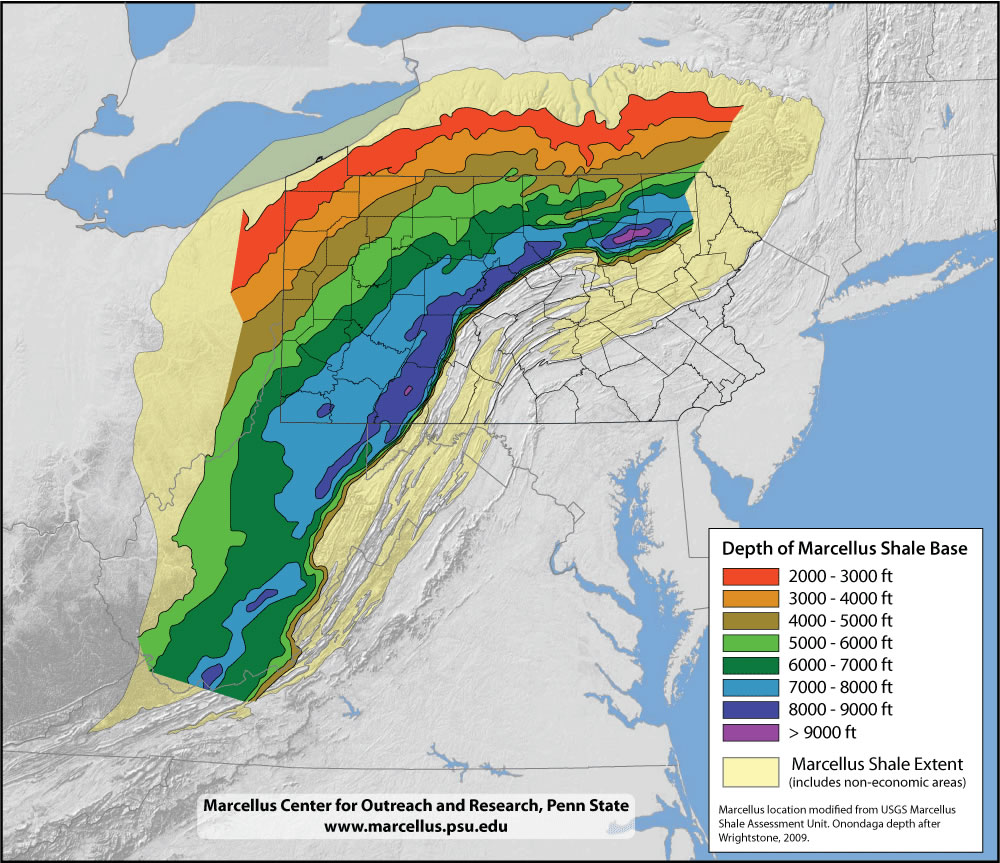 Depth of Marcellus Shale Base
2000 - 3000 ft
3000 - 4000 ft
4000 - 5000 ft
5000 - 6000 ft
6000 - 7000 ft
7000 - 8000 ft
8000 - 9000 ft
> 9000 ft
Marcellus Shale Extent
(includes non-economic areas)
Marcellus location modified from USGS Marcellus
Shale Assessment Unit. Onondaga depth after
Wrightstone, 2009.
Marcellus Center for Outreach and Research, Penn State
www.marcellus.psu.edu